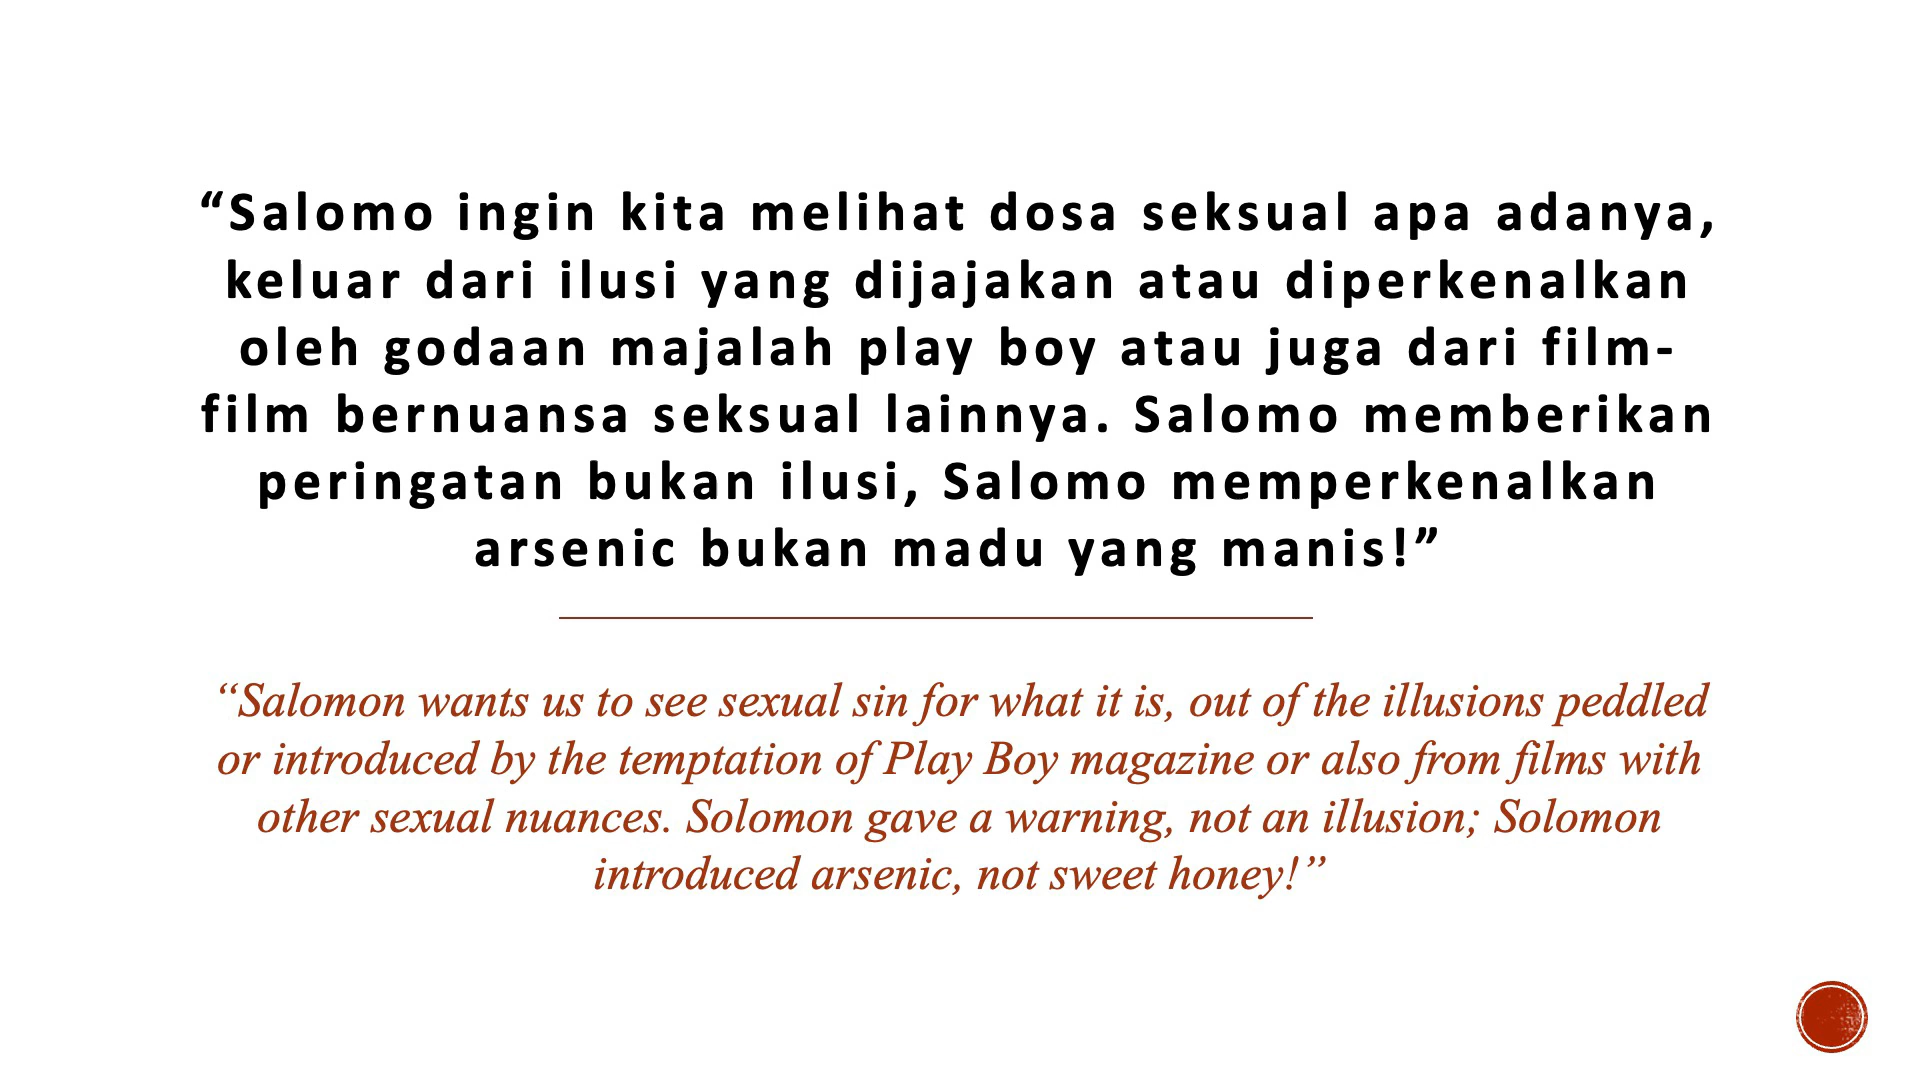 “Salomo ingin kita melihat dosa seksual apa adanya,
keluar dari ilusi yang dijajakan atau diperkenalkan
oleh godaan majalah play boy atau juga dari film-
film bernuansa seksual lainnya. Salomo memberikan
peringatan bukan ilusi, Salomo memperkenalkan
arsenic bukan madu yang manis!”
“Salomon wants us to see sexual sin for what it is, out of the illusions peddled
or introduced by the temptation of Play Boy magazine or also from films with
other sexual nuances. Solomon gave a warning, not an illusion; Solomon
introduced arsenic, not sweet honey!”